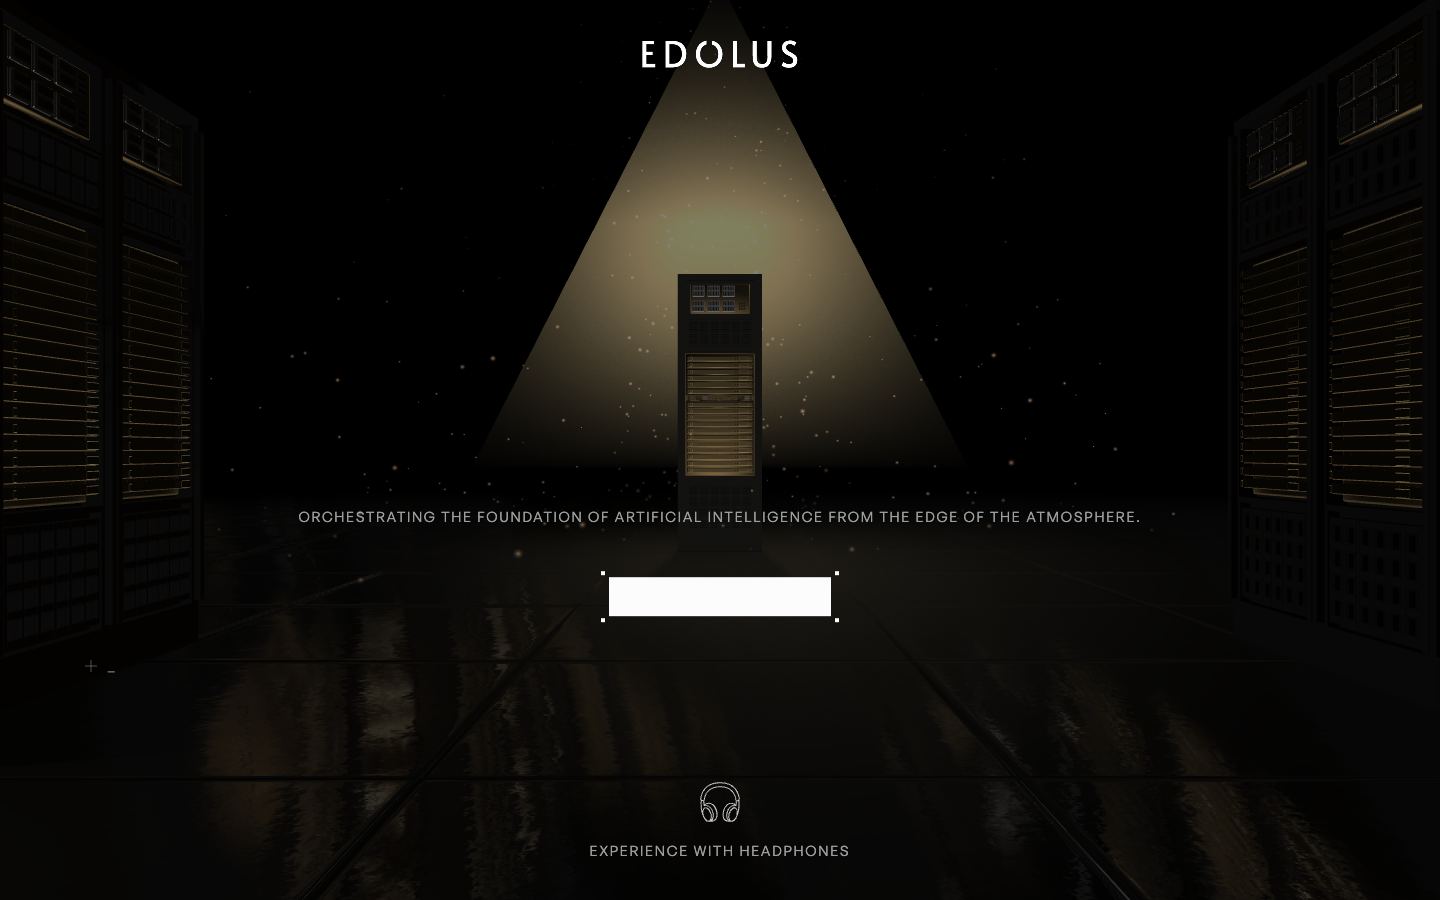 EDOLUS
ORCHESTRATING THE FOUNDATION OF ARTIFICIAL INTELLIGENCE FROM THE EDGE OF THE ATMOSPHERE.
EXPERIENCE WITH HEADPHONES